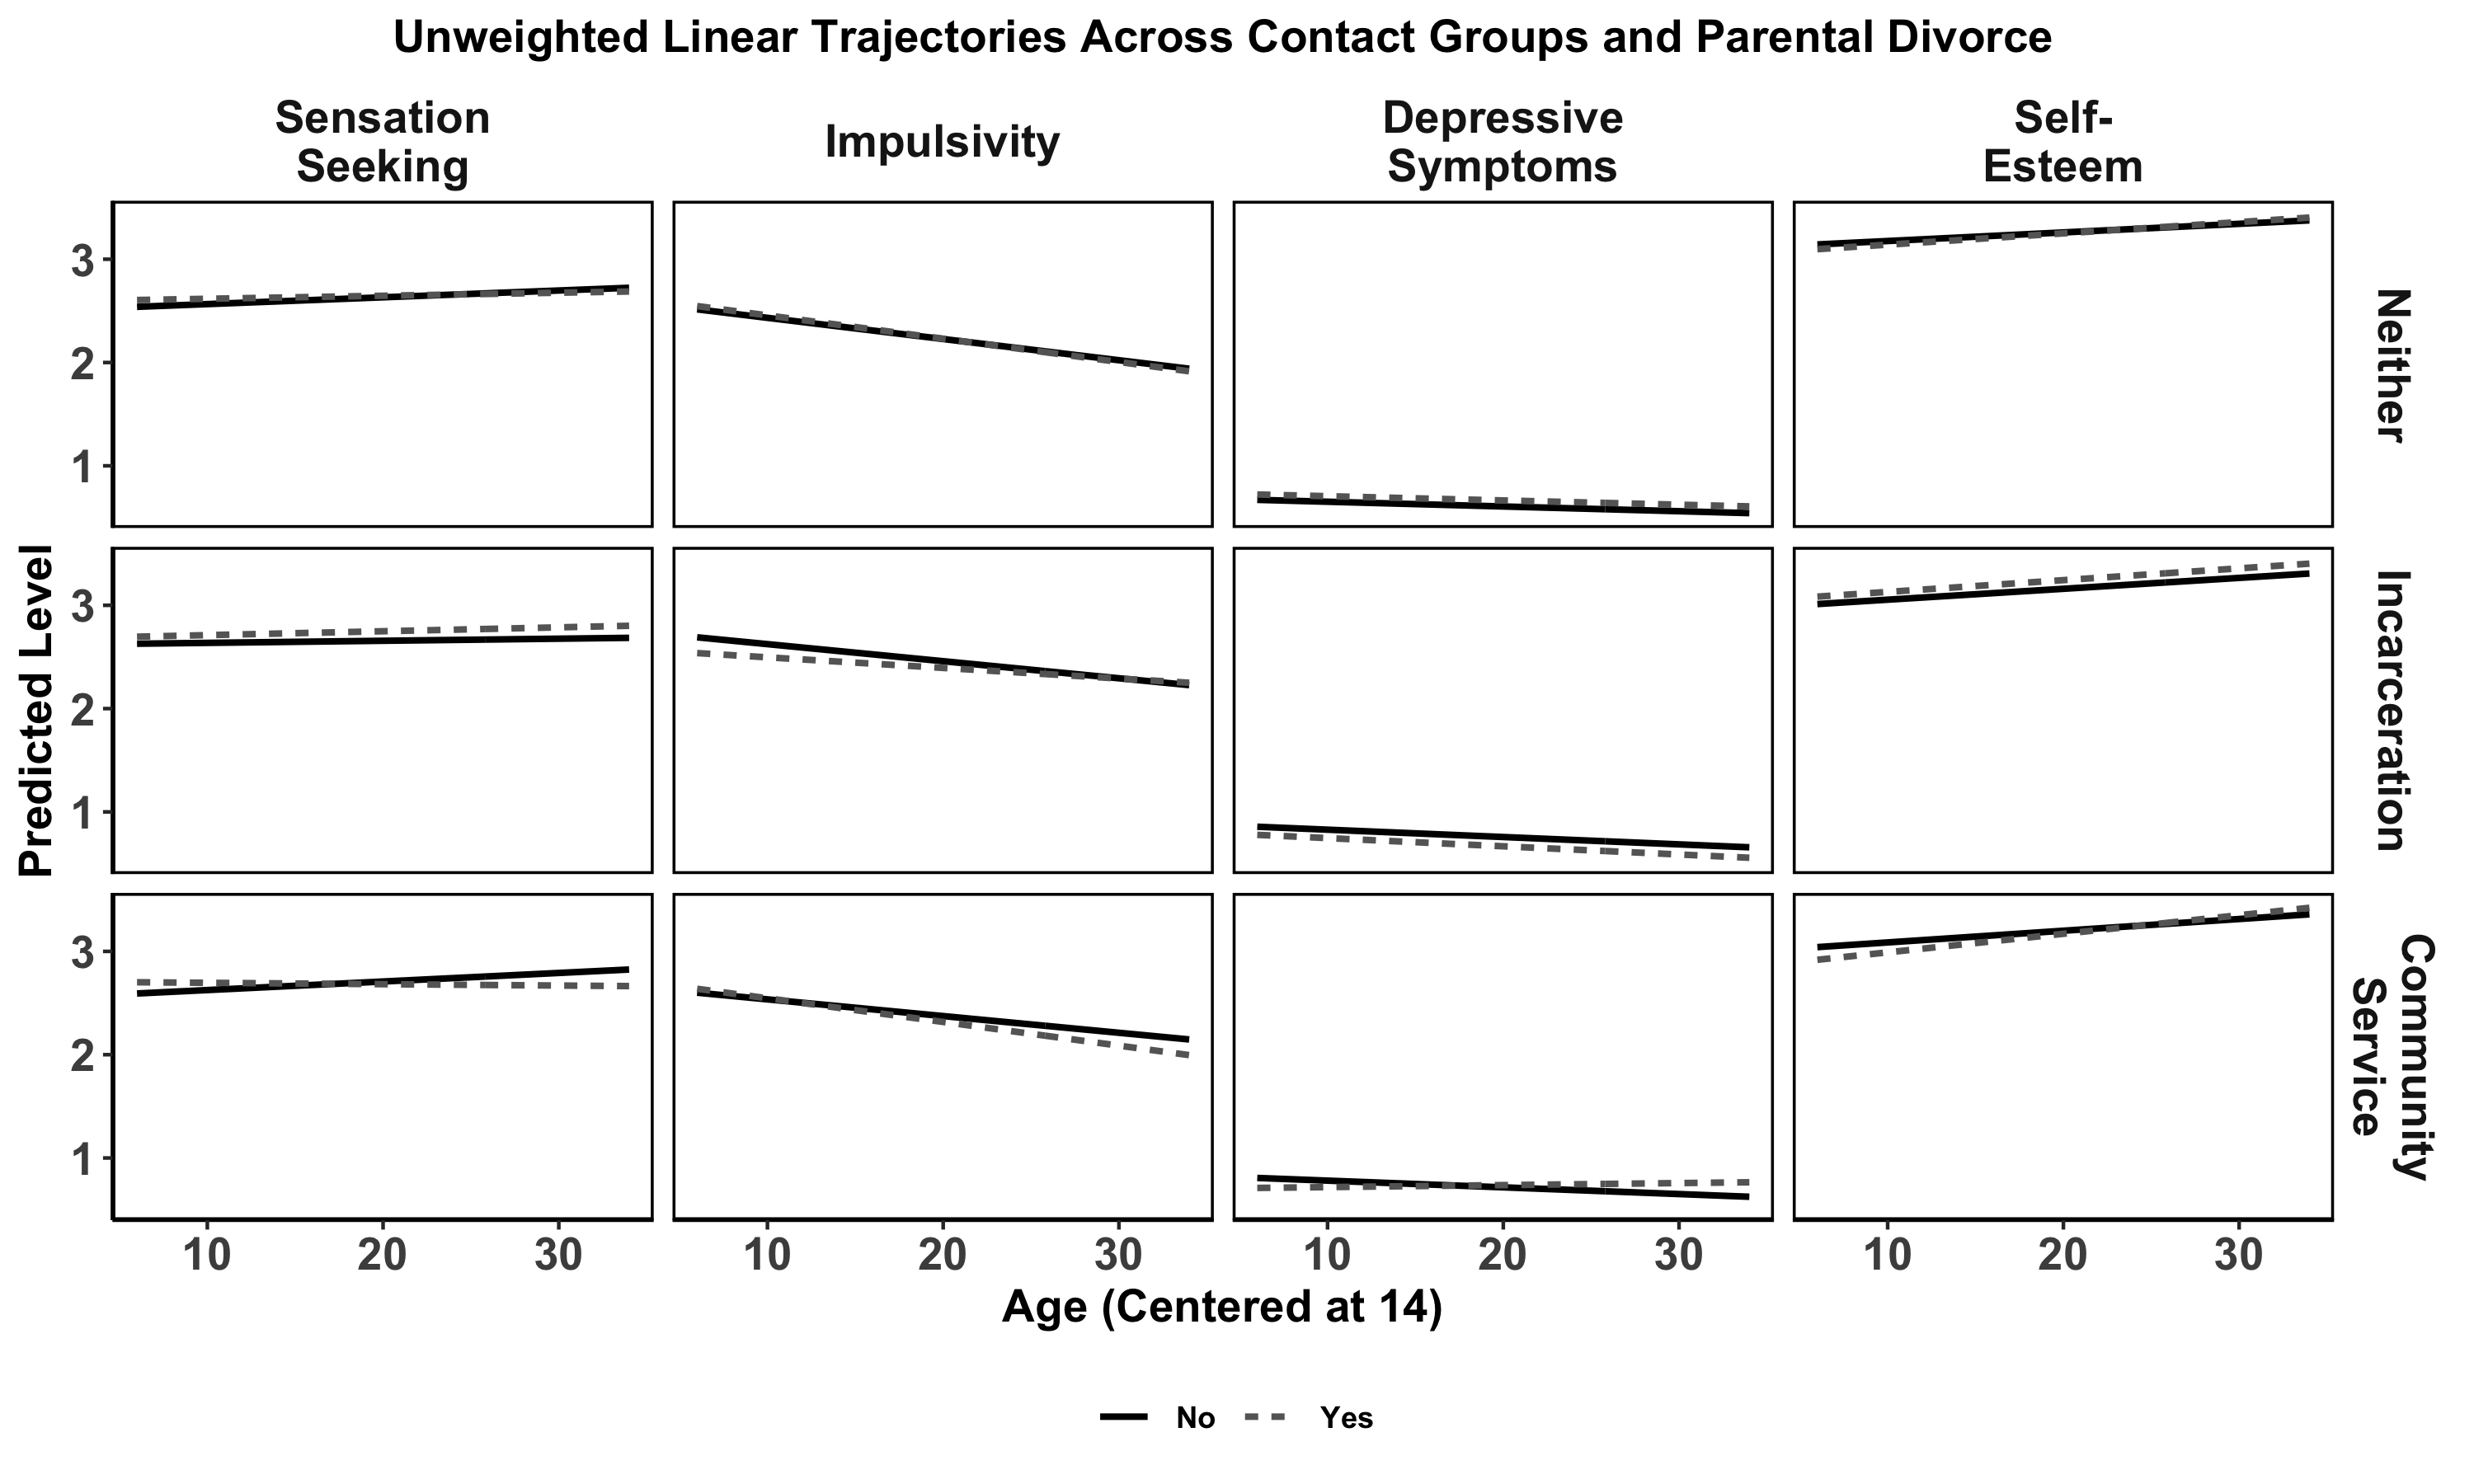 Unweighted Linear Trajectories Across Contact Groups and Parental Divorce
Sensation
Seeking
Impulsivity
Depressive
Symptoms
Self-
Esteem
Predicted Level
3
2
1
Neither
3
2
1
Incarceration
3
2
1
Community
Service
10 20 30 10 20 30 10 20 30 10 20 30
Age (Centered at 14)
No Yes